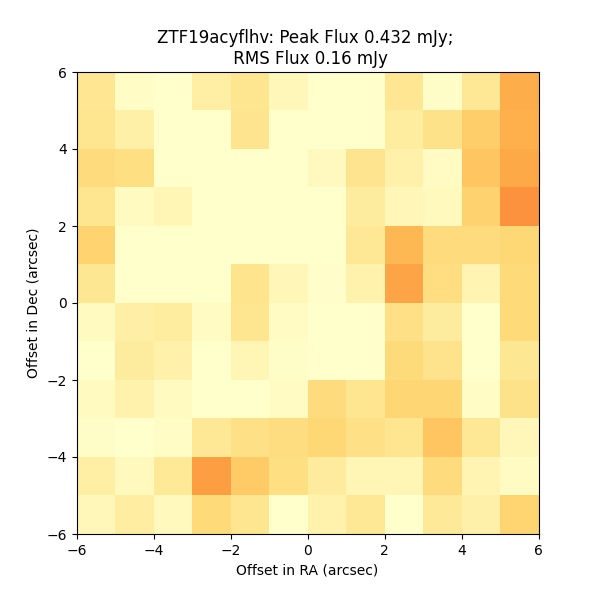 ZTF19acyflhv: Peak Flux 0.432 mJy;
RMS Flux 0.16 mJy
6
4
2
0
−2
−4
−6
Offset in Dec (arcsec)
−6 −4 −2 0 2 4 6
Offset in RA (arcsec)